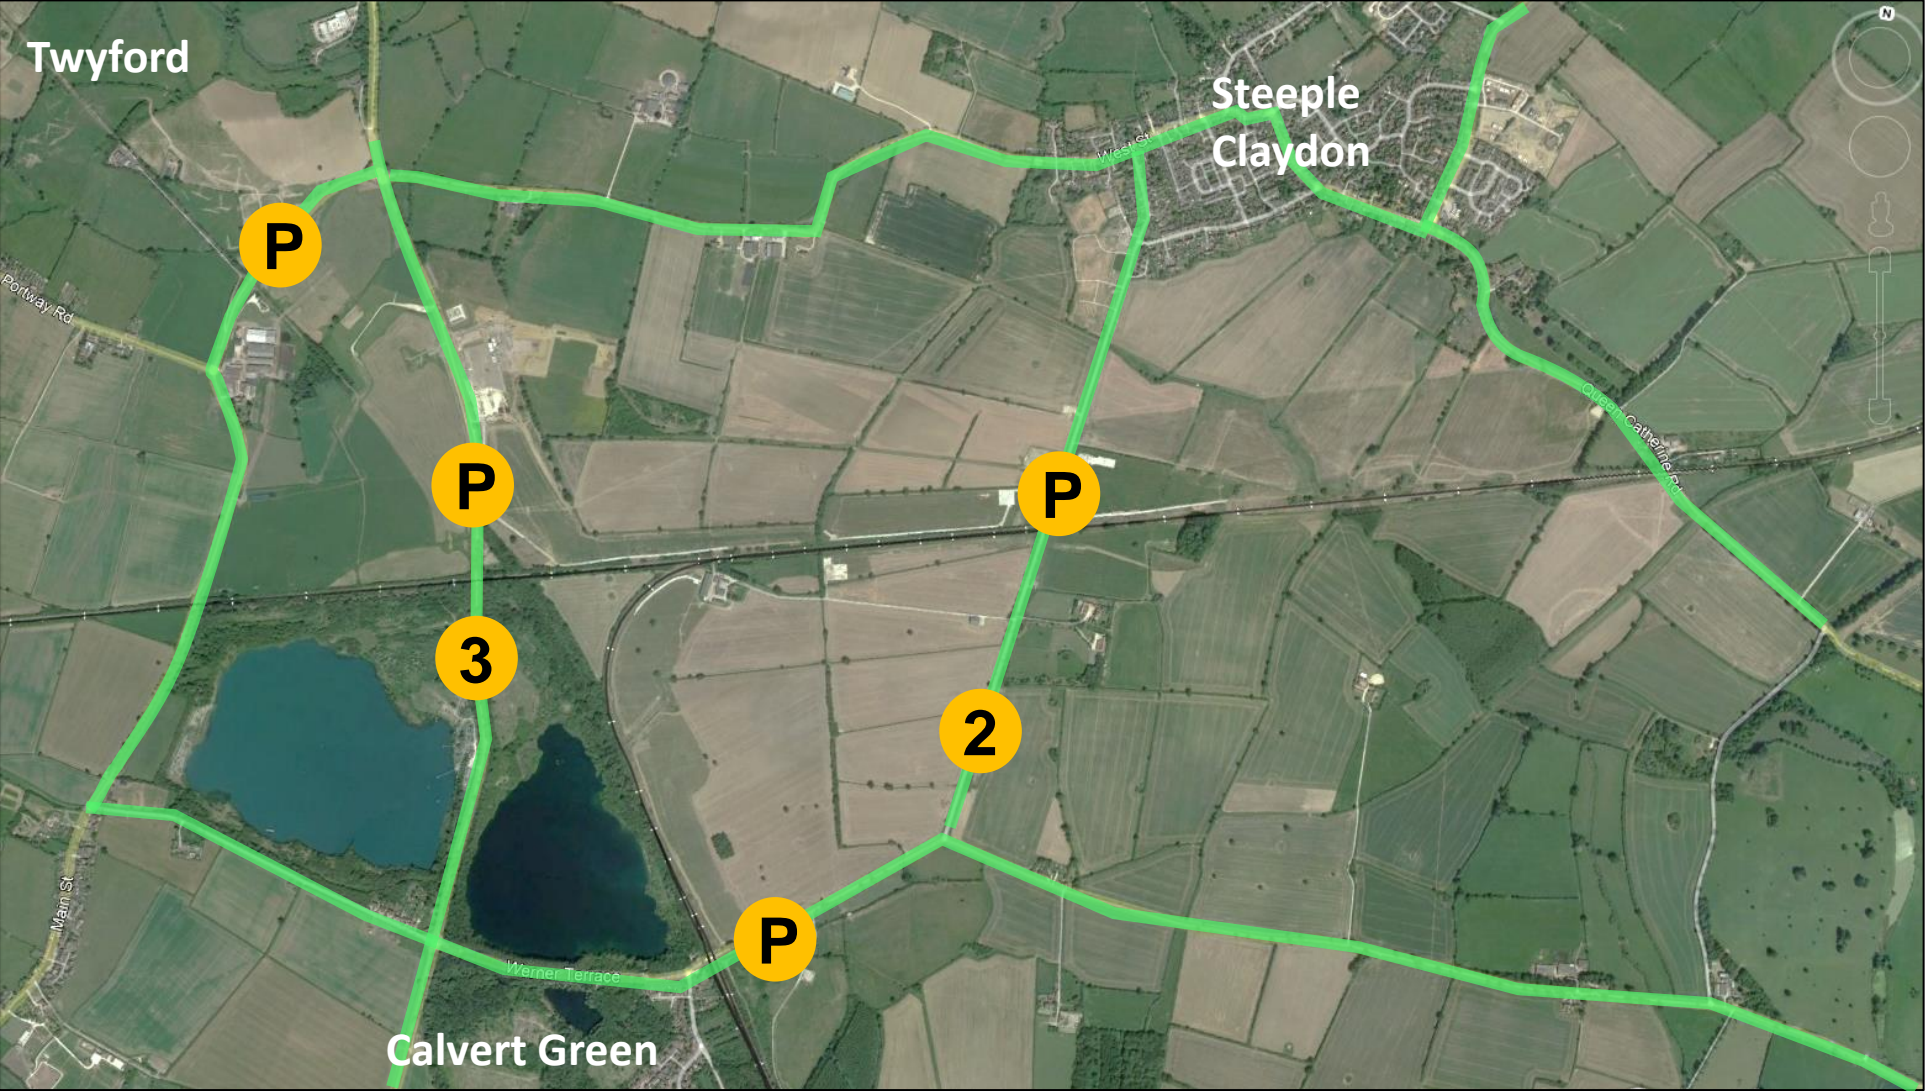 N
Twyford
Steeple
Claydon
West St
P
Portway Rd
Queen Catherine Rd
P
P
3
2
Main St
P
Werner Terrace
Calvert Green